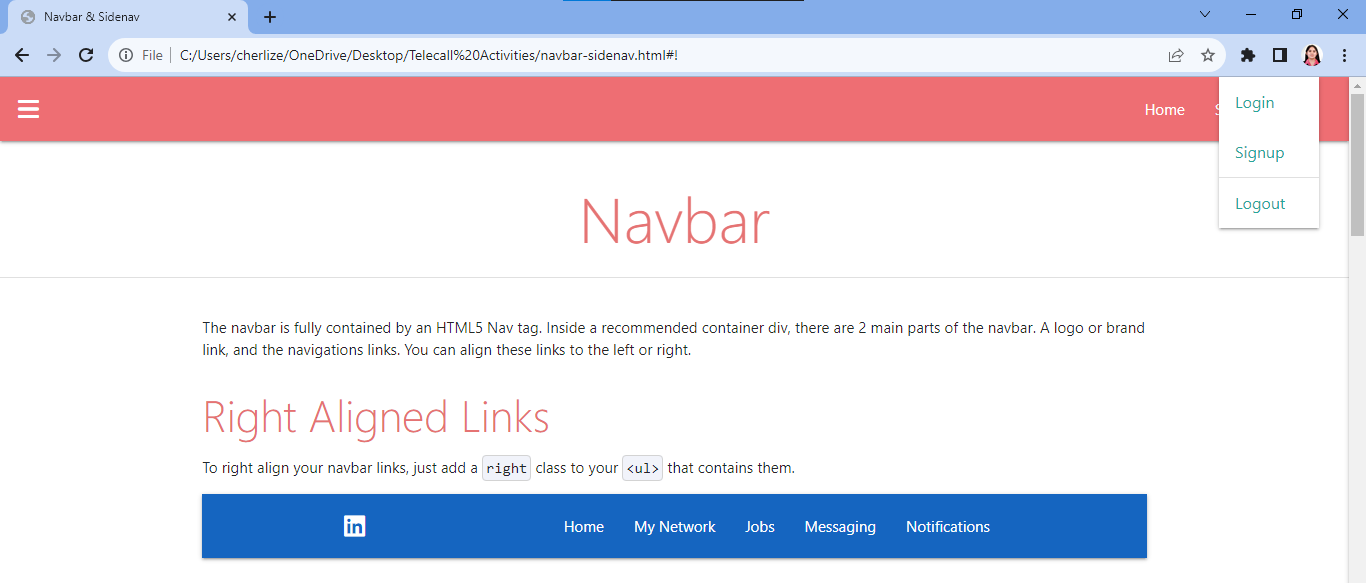 Navbar & Sidenav
File C:/Users/cherlize/OneDrive/Desktop/Telecall%20Activities/navbar-sidenav.html#!
Home
Login
Signup
Logout
Navbar
The navbar is fully contained by an HTML5 Nav tag. Inside a recommended container div, there are 2 main parts of the navbar. A logo or brand
link, and the navigations links. You can align these links to the left or right.
Right Aligned Links
To right align your navbar links, just add a right class to your <ul> that contains them.
in Home My Network Jobs Messaging Notifications